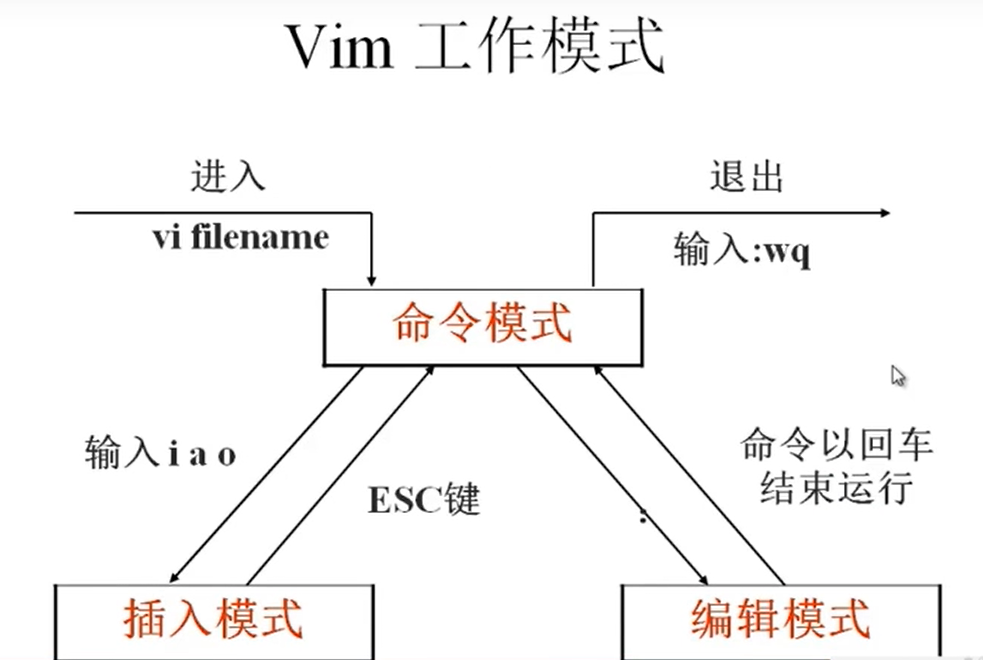 Vim 工作模式
进入
退出
vi filename
输入:wq
命令模式
输入 i a o
命令以回车
结束运行
ESC键
:
插入模式
编辑模式